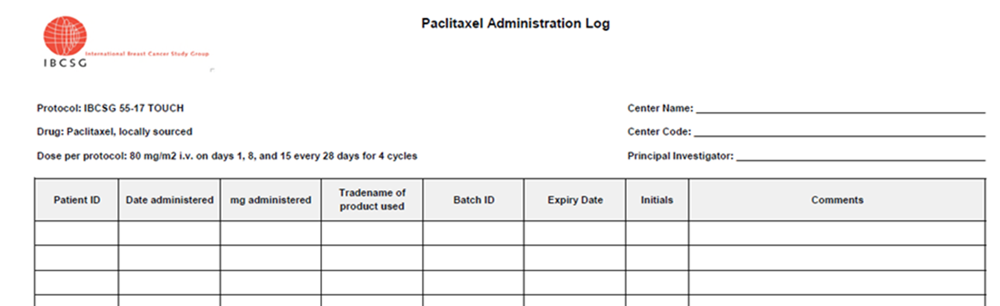 Paclitaxel Administration Log
International Breast Cancer Study Group
IBCSG
Protocol: IBCSG 55-17 TOUCH
Center Name:
Drug: Paclitaxel, locally sourced
Center Code:
Dose per protocol: 80 mg/m2 i.v. on days 1, 8, and 15 every 28 days for 4 cycles
Principal Investigator:
Patient ID
Date administered
mg administered
Tradename of
product used
Batch ID
Expiry Date
Initials
Comments